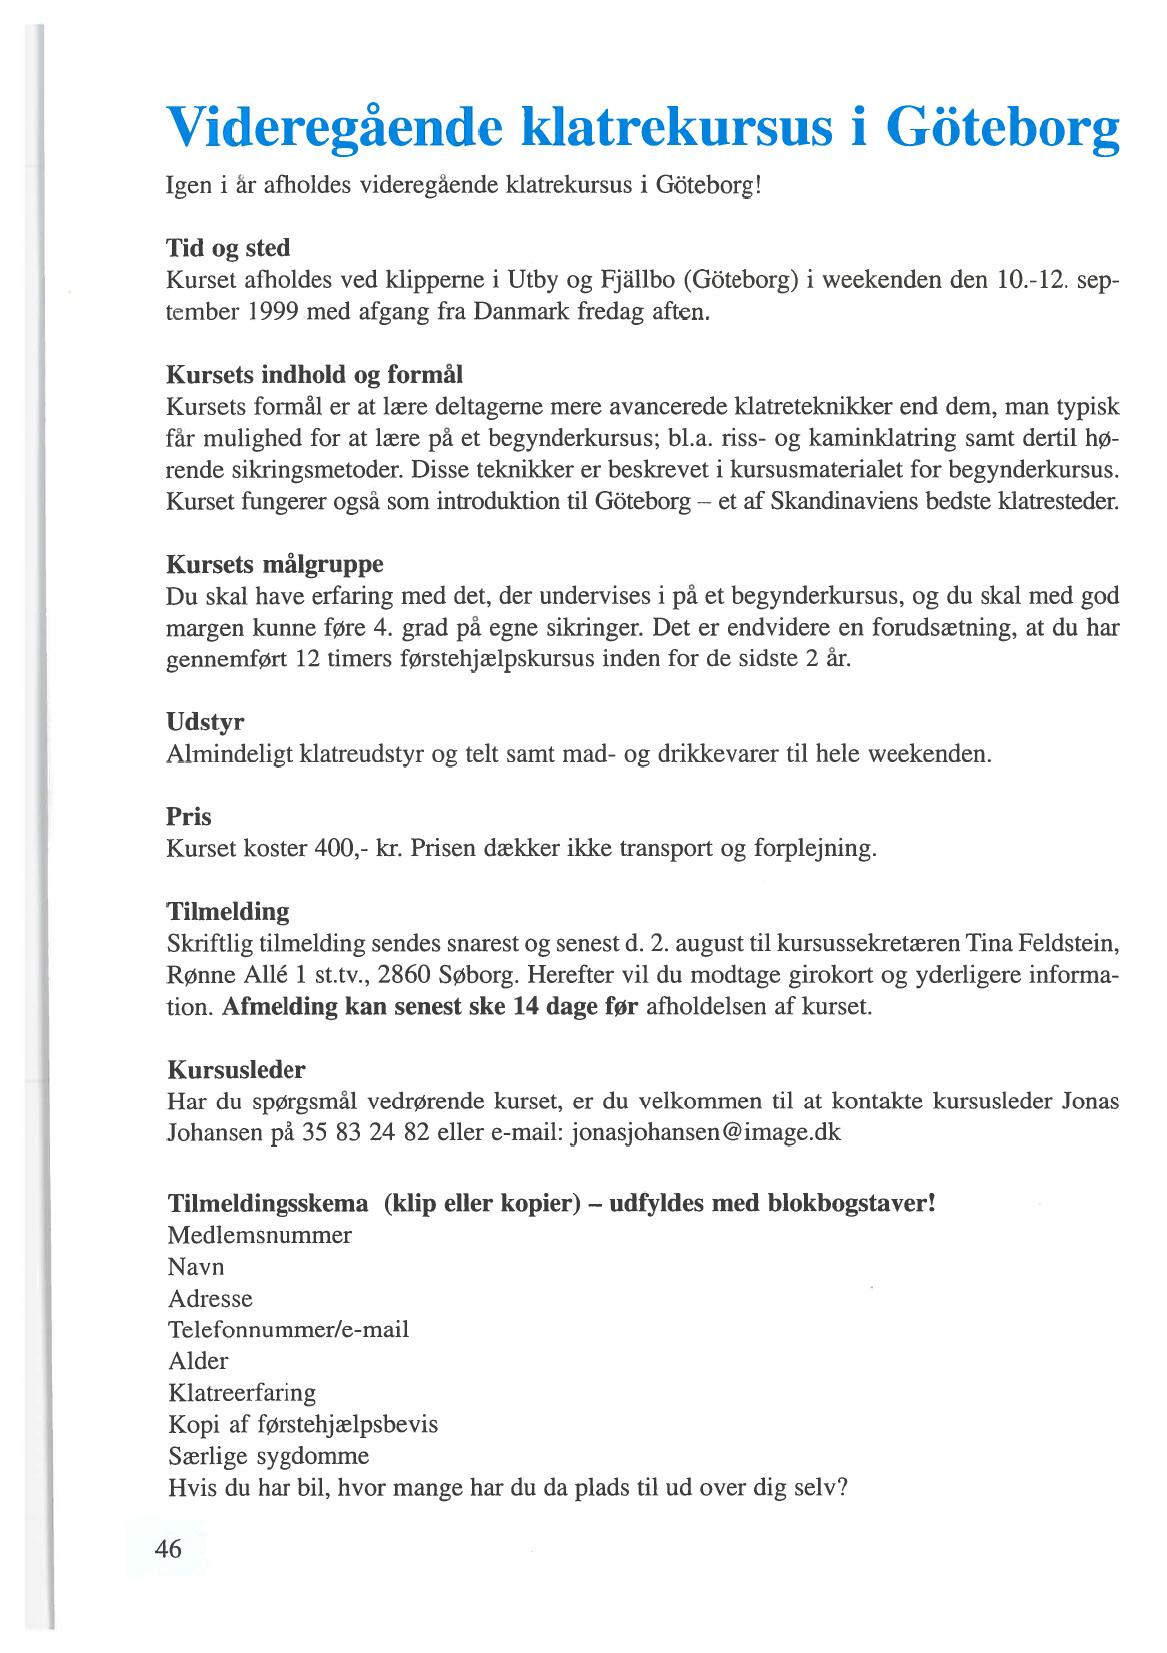 Videregående klatrekursus i Göteborg
Igen i år afholdes videregående klatrekursus i Göteborg!
Tid og sted
Kurset afholdes ved klipperne i Utby og Fjällbo (Göteborg) i weekenden den 10.-12. sep-
tember 1999 med afgang fra Danmark fredag aften.
Kursets indhold og formål
Kursets formål er at lære deltagerne mere avancerede klatreteknikker end dem, man typisk
får mulighed for at lære på et begynderkursus; bl.a. riss- og kaminklatring samt dertil hø-
rende sikringsmetoder. Disse teknikker er beskrevet i kursusmaterialet for begynderkursus.
Kurset fungerer også som introduktion til Göteborg – et af Skandinaviens bedste klatresteder.
Kursets målgruppe
Du skal have erfaring med det, der undervises i på et begynderkursus, og du skal med god
margen kunne føre 4. grad på egne sikringer. Det er endvidere en forudsætning, at du har
gennemført 12 timers førstehjælpskursus inden for de sidste 2 år.
Udstyr
Almindeligt klatreudstyr og telt samt mad- og drikkevarer til hele weekenden.
Pris
Kurset koster 400,- kr. Prisen dækker ikke transport og forplejning.
Tilmelding
Skriftlig tilmelding sendes snarest og senest d. 2. august til kursussekretæren Tina Feldstein,
Rønne Allé 1 st.tv., 2860 Søborg. Herefter vil du modtage girokort og yderligere informa-
tion. Afmelding kan senest ske 14 dage før afholdelsen af kurset.
Kursusleder
Har du spørgsmål vedrørende kurset, er du velkommen til at kontakte kursusleder Jonas
Johansen på 35 83 24 82 eller e-mail: jonasjohansen@image.dk
Tilmeldingsskema (klip eller kopier) – udfyldes med blokbogstaver!
Medlemsnummer
Navn
Adresse
Telefonnummer/e-mail
Alder
Klatreerfaring
Kopi af førstehjælpsbevis
Særlige sygdomme
Hvis du har bil, hvor mange har du da plads til ud over dig selv?
46